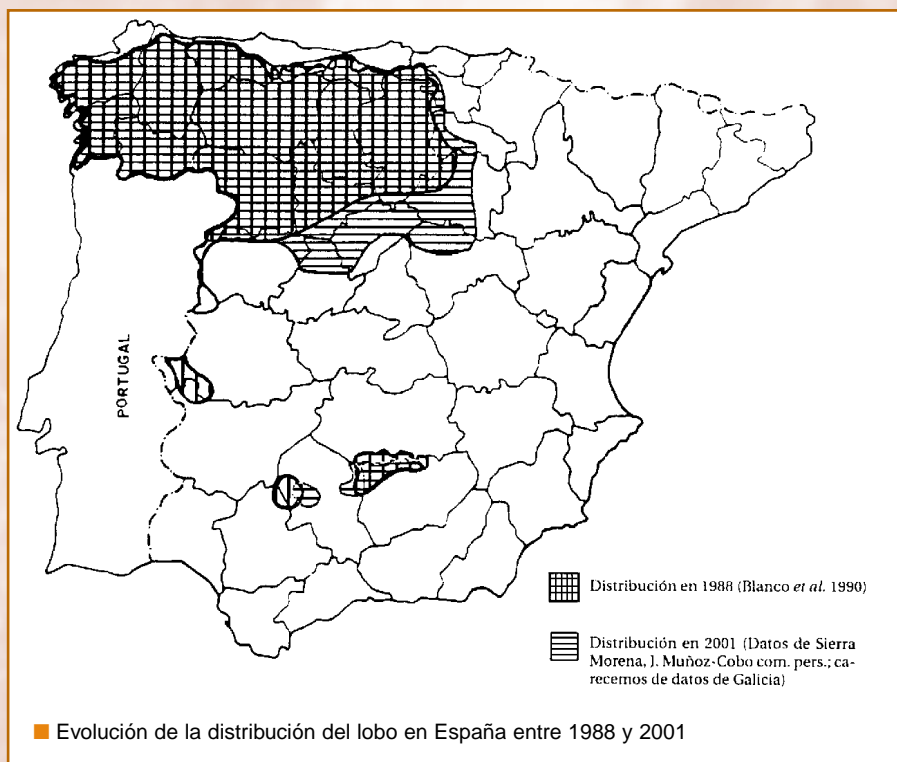 PORTUGAL
Distribución en 1988 (Blanco et al. 1990)
Distribución en 2001 (Datos de Sierra
Morena, J. Muñoz-Cobo com. pers.; ca-
recemos de datos de Galicia)
Evolución de la distribución del lobo en España entre 1988 y 2001